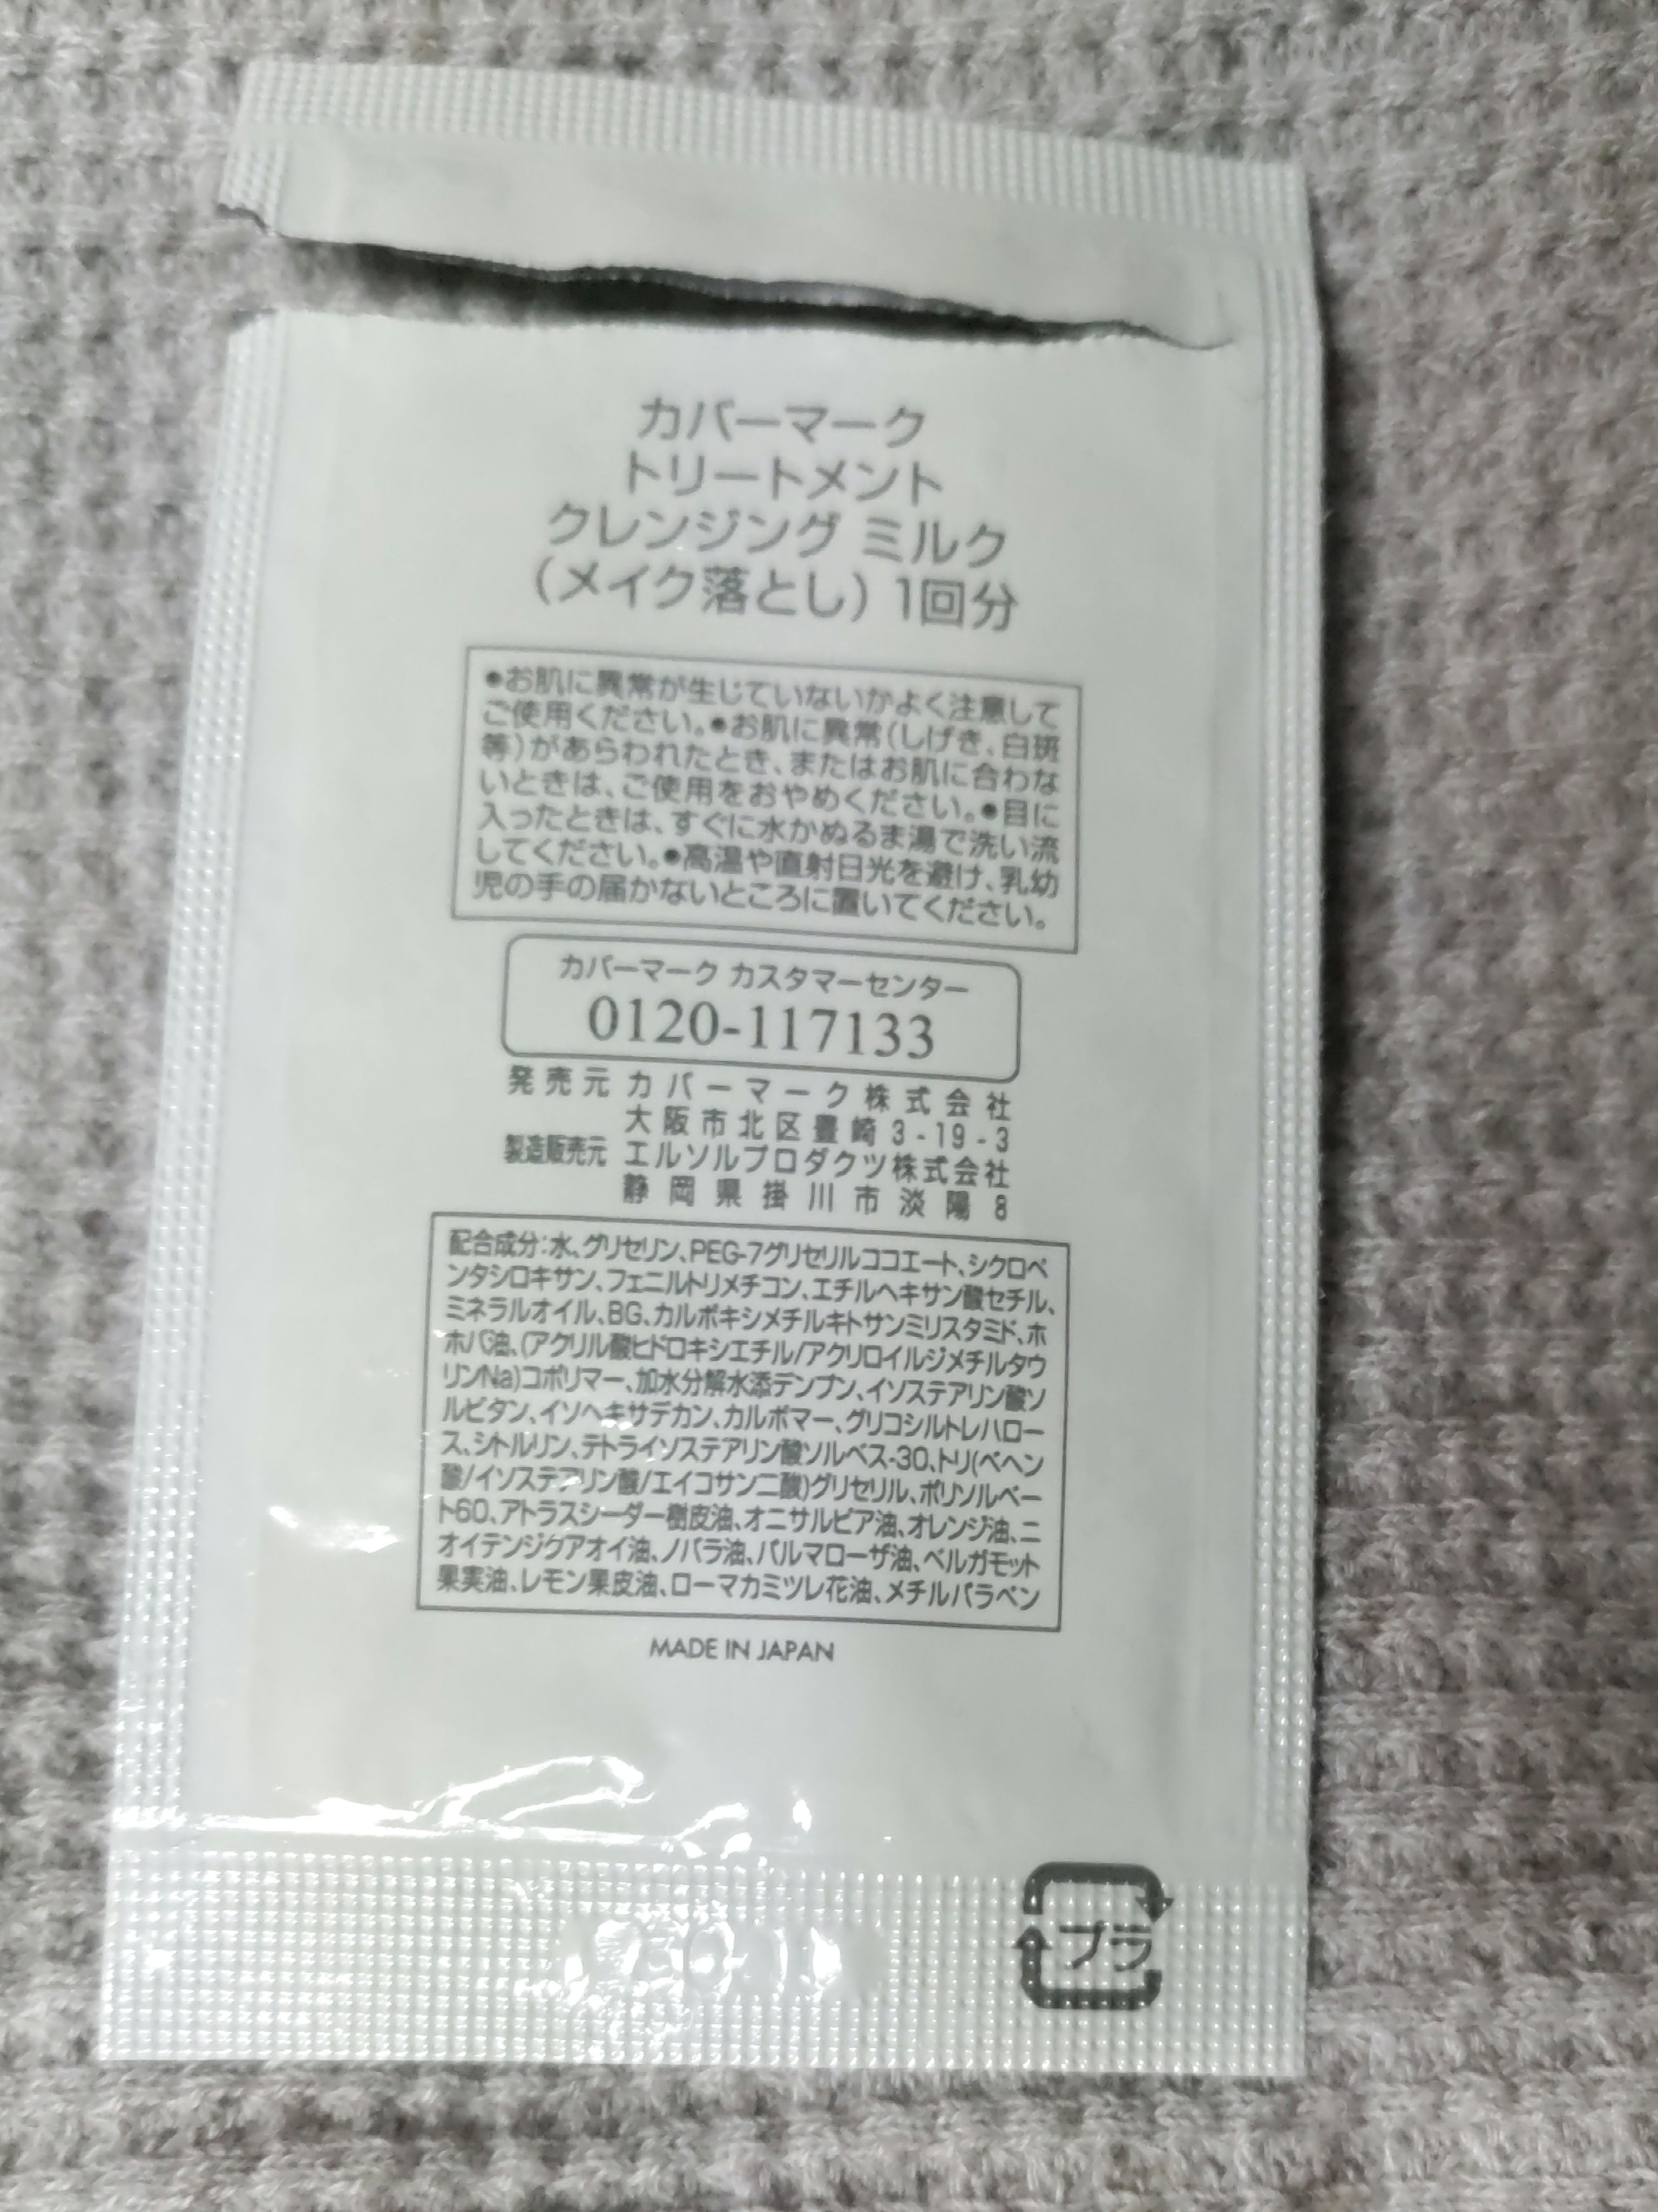 カバーマーク
トリートメント
クレンジング ミルク
(メイク落とし) 1回分
●お肌に異常が生じていないかよく注意して
ご使用ください。●お肌に異常(しげき、白斑
等)があらわれたとき、またはお肌に合わな
いときは、ご使用をおやめください。●目に
入ったときは、すぐに水かぬるま湯で洗い流
してください。●高温や直射日光を避け、乳幼
児の手の届かないところに置いてください。
カバーマーク カスタマーセンター
0120-117133
発売元 カバーマーク株式会社
大阪市北区豊崎3-19-3
製造販売元 エルソルプロダクツ株式会社
静岡県掛川市淡陽8
配合成分:水、グリセリン、PEG-7グリセリルココエート、シクロペ
ンタシロキサン、フェニルトリメチコン、エチルヘキサン酸セチル、
ミネラルオイル、BG、カルボキシメチルキトサンミリスタミド、ホ
ホバ油、(アクリル酸ヒドロキシエチル/アクリロイルジメチルタウ
リンNa)コポリマー、加水分解水添デンプン、イソステアリン酸ソ
ルビタン、イソヘキサデカン、カルボマー、グリコシルトレハロー
ス、シトルリン、テトライソステアリン酸ソルベス-30、トリ(ベヘン
酸/イソステアリン酸/エイコサン二酸)グリセリル、ポリソルベー
ト60、アトラスシーダー樹皮油、オニサルビア油、オレンジ油、ニ
オイテンジクアオイ油、ノバラ油、パルマローザ油、ベルガモット
果実油、レモン果皮油、ローマカミツレ花油、メチルパラベン
MADE IN JAPAN
プラ